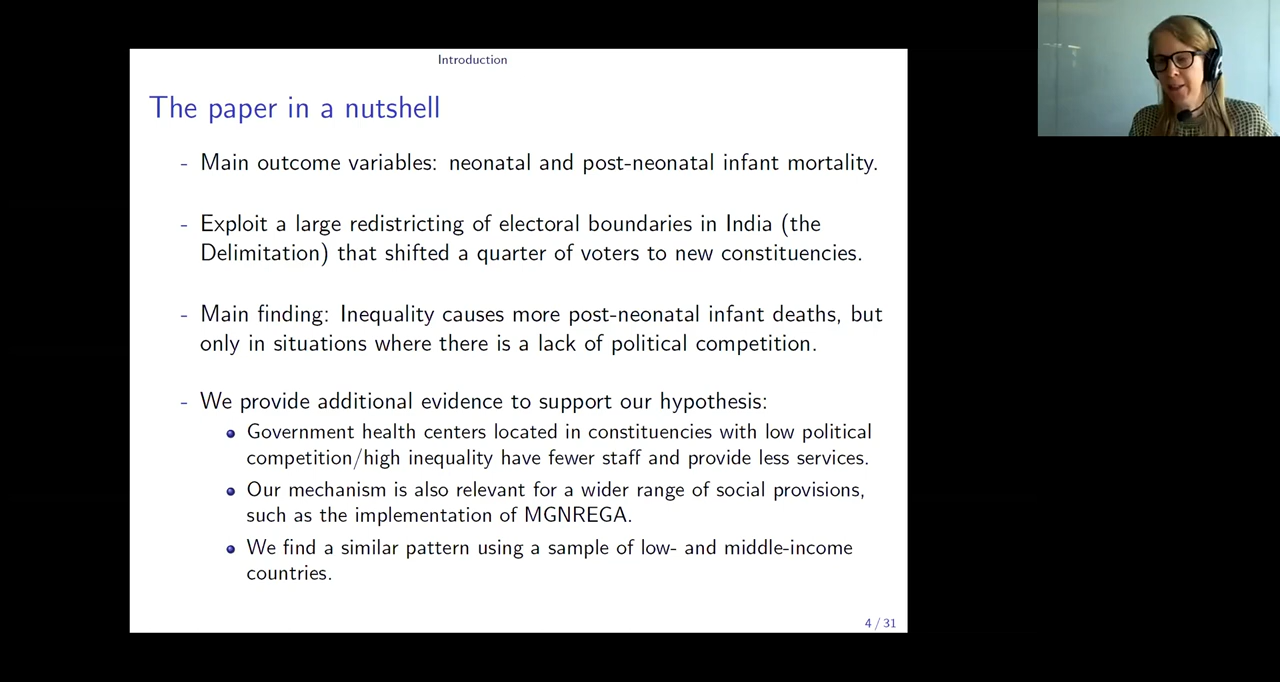 Introduction
The paper in a nutshell
- Main outcome variables: neonatal and post-neonatal infant mortality.
- Exploit a large redistricting of electoral boundaries in India (the
Delimitation) that shifted a quarter of voters to new constituencies.
- Main finding: Inequality causes more post-neonatal infant deaths, but
only in situations where there is a lack of political competition.
- We provide additional evidence to support our hypothesis:
Government health centers located in constituencies with low political
competition/high inequality have fewer staff and provide less services.
Our mechanism is also relevant for a wider range of social provisions,
such as the implementation of MGNREGA.
We find a similar pattern using a sample of low- and middle-income
countries.
4 / 31